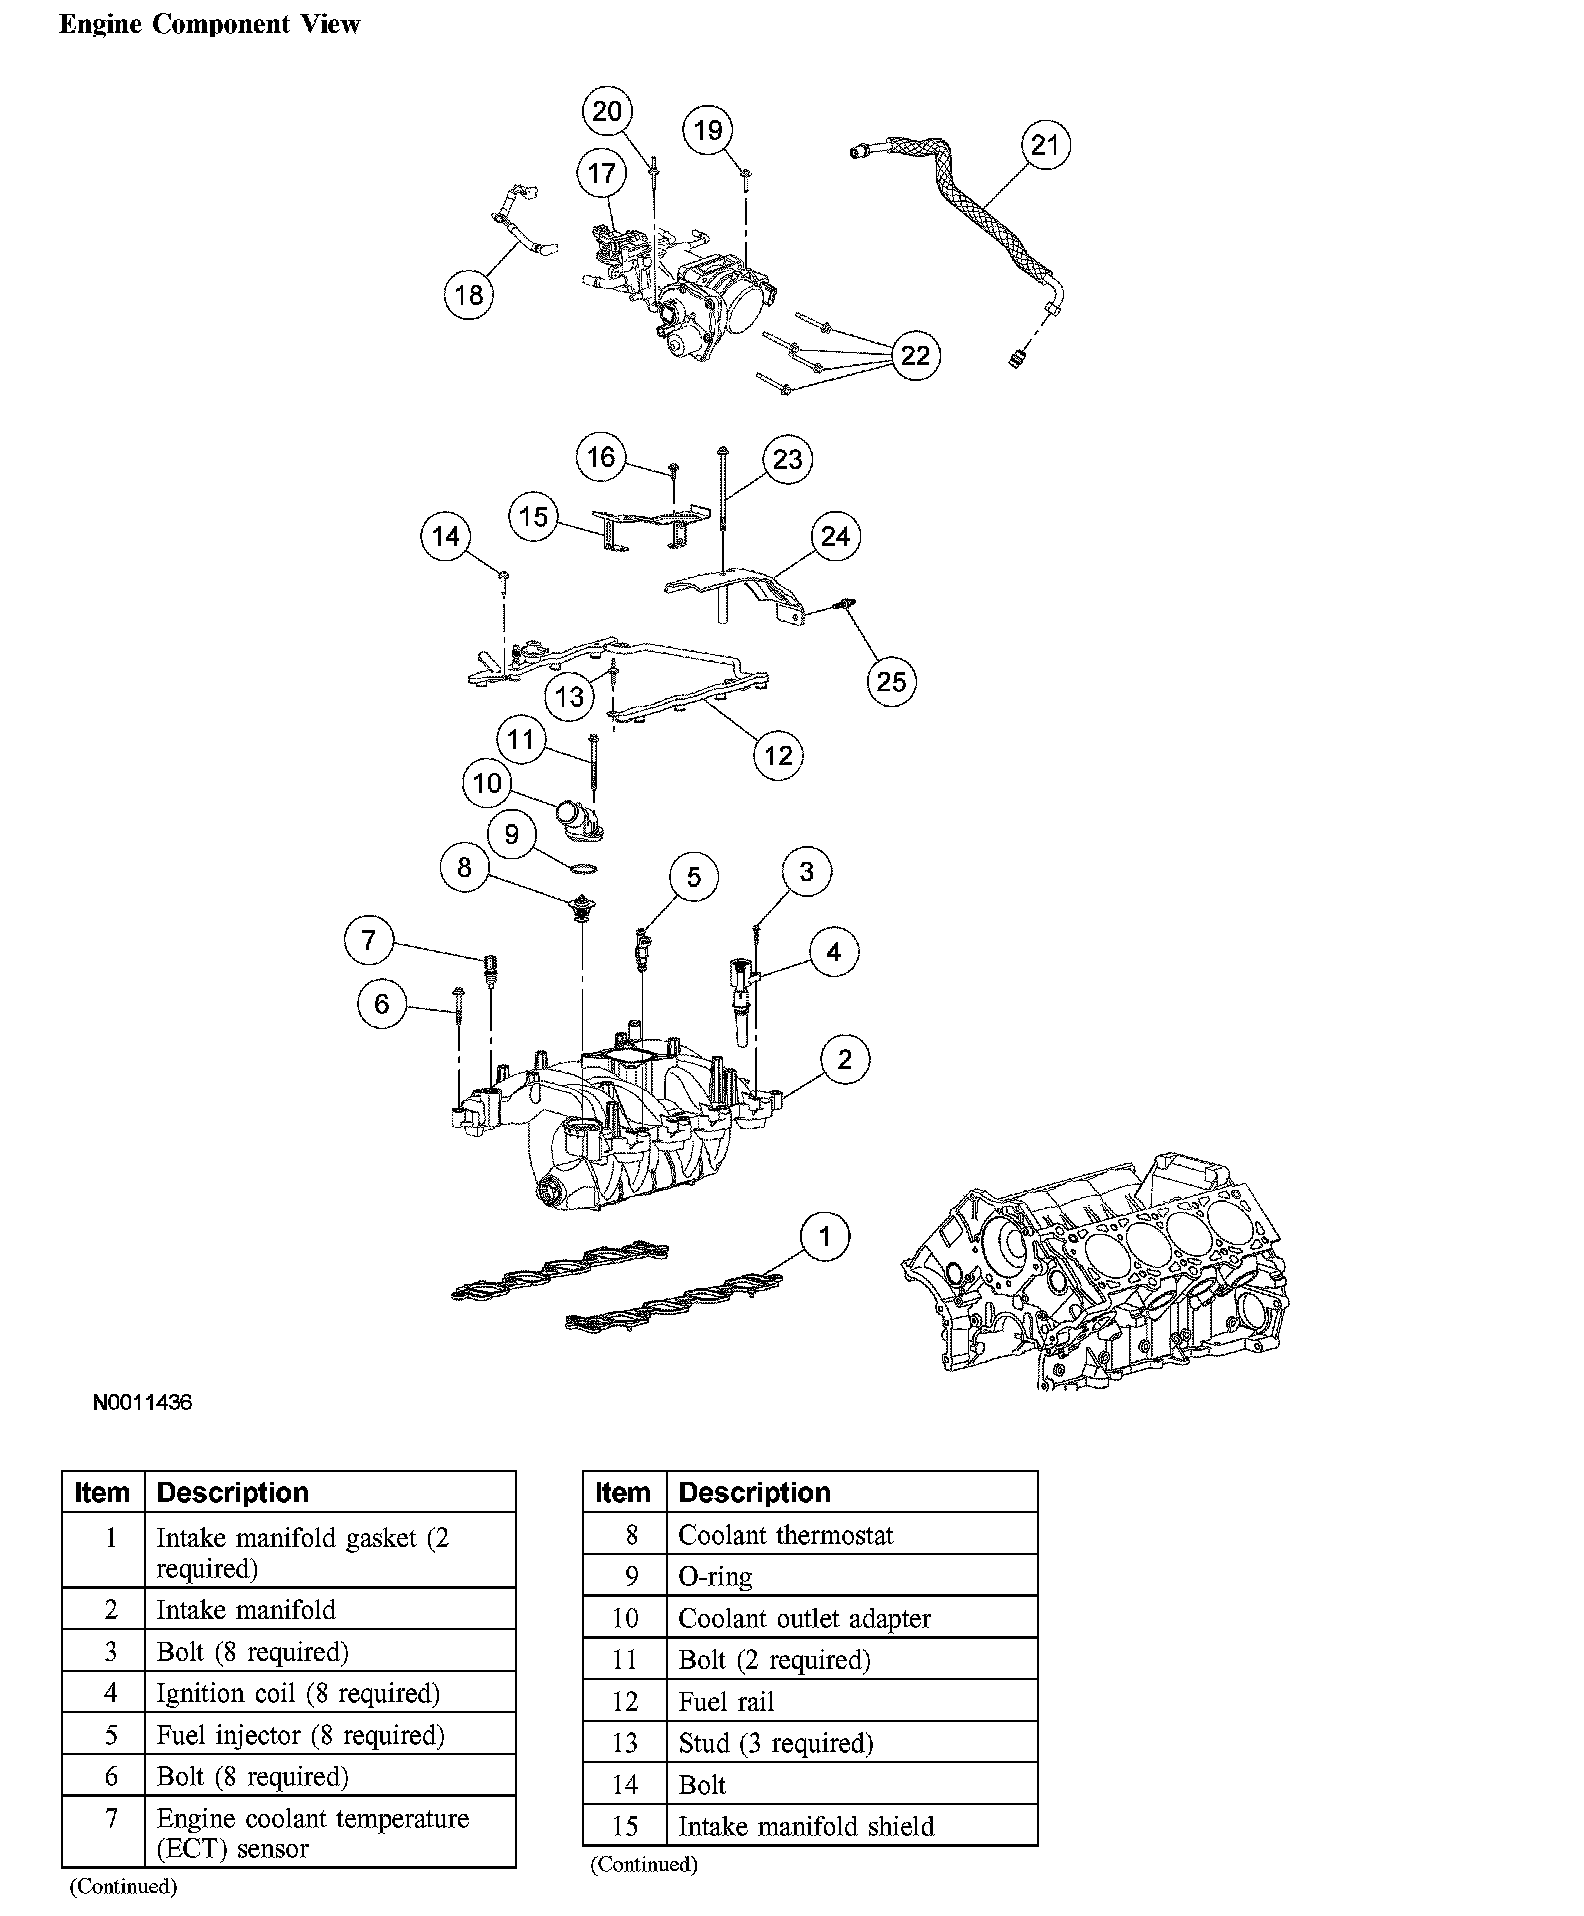 Engine Component View
20
19
21
17
18
22
16
23
15
14
24
13
25
11
12
10
9
8
5
3
7
4
6
2
1
N0011436
Item Description
1 Intake manifold gasket (2
required)
2 Intake manifold
3 Bolt (8 required)
4 Ignition coil (8 required)
5 Fuel injector (8 required)
6 Bolt (8 required)
7 Engine coolant temperature
(ECT) sensor
(Continued)
Item Description
8 Coolant thermostat
9 O-ring
10 Coolant outlet adapter
11 Bolt (2 required)
12 Fuel rail
13 Stud (3 required)
14 Bolt
15 Intake manifold shield
(Continued)